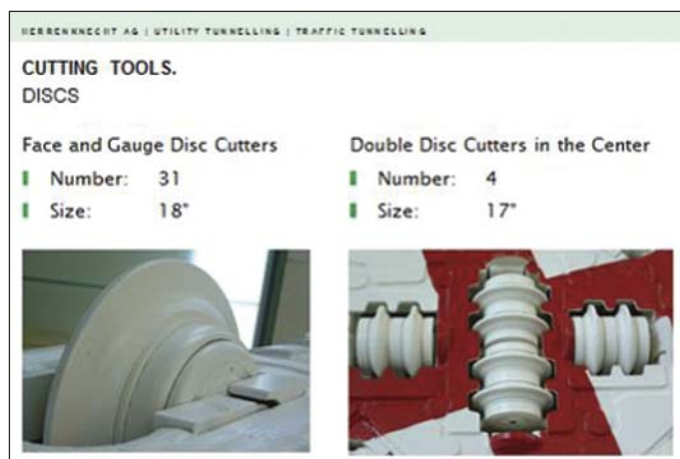 HERRENKNECHT AG | UTILITY TUNNELLING | TRAFFIC TUNNELLING
CUTTING TOOLS.
DISCS
Face and Gauge Disc Cutters
Number: 31
Size: 18"
Double Disc Cutters in the Center
Number: 4
Size: 17"